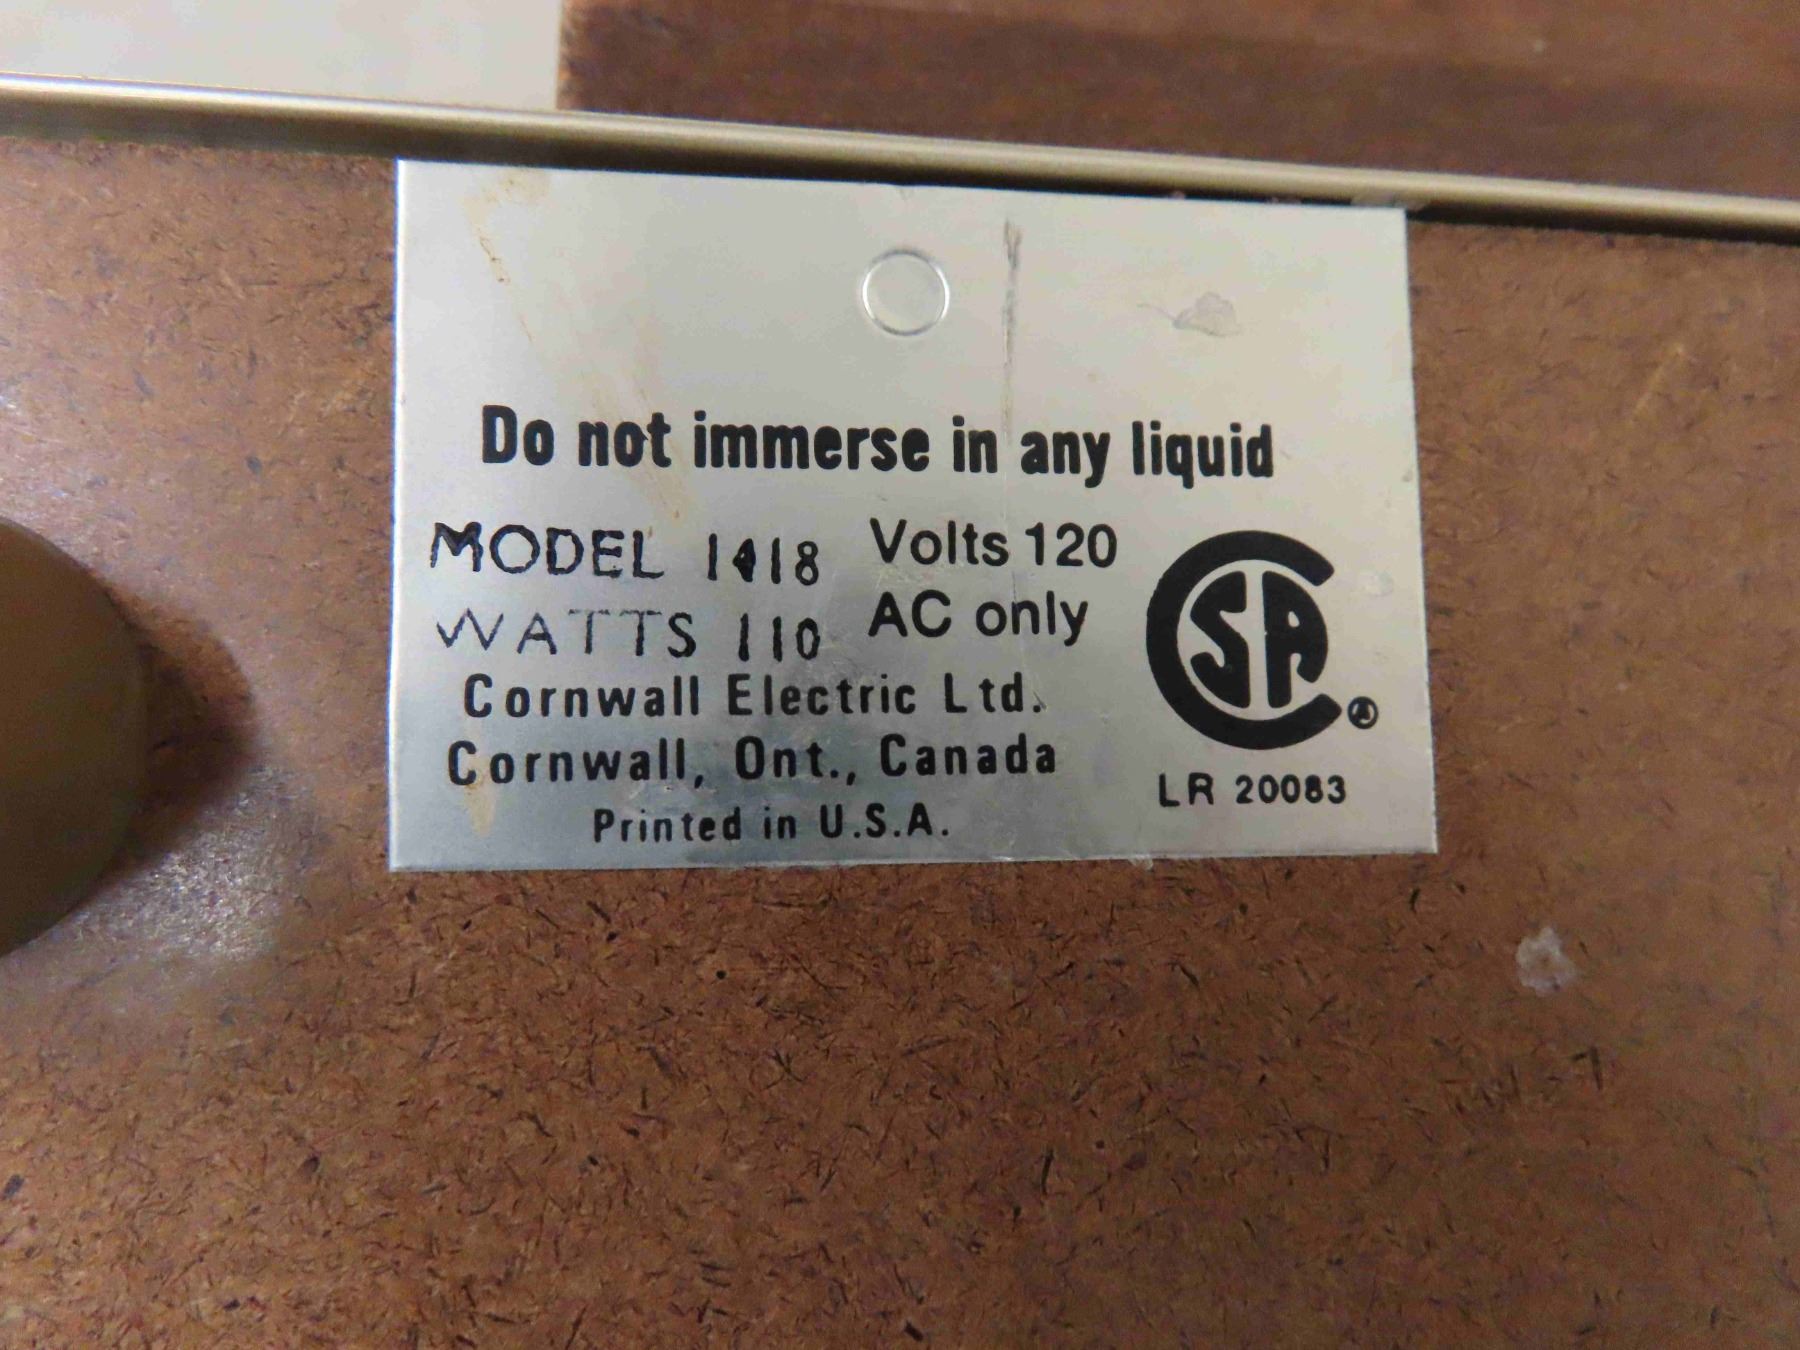 Do not immerse in any liquid
MODEL 1418 Volts 120
WATTS 110 AC only
Cornwall Electric Ltd.
Cornwall, Ont., Canada
Printed in U.S.A.
CSA ®
LR 20083